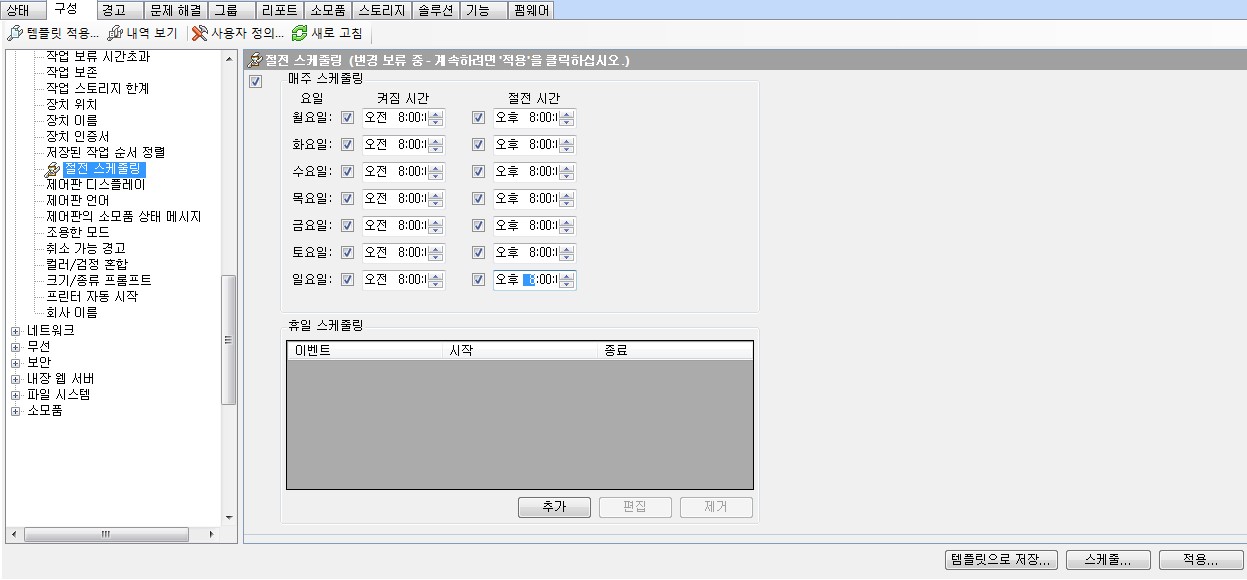 상태 구성 경고 문제 해결 그룹 리포트 소모품 스토리지 솔루션 기능 펌웨어
템플릿 적용... 내역 보기 사용자 정의... 새로 고침
작업 보류 시간초과
작업 보존
작업 스토리지 한계
장치 위치
장치 이름
장치 인증서
저장된 작업 순서 정렬
절전 스케줄링
제어판 디스플레이
제어판 언어
제어판의 소모품 상태 메시지
조용한 모드
취소 가능 경고
컬러/검정 혼합
크기/종류 프롬프트
프린터 자동 시작
회사 이름
네트워크
무선
보안
내장 웹 서버
파일 시스템
소모품
절전 스케줄링 (변경 보류 중 - 계속하려면 '적용'을 클릭하십시오.)
매주 스케줄링
요일 켜짐 시간 절전 시간
월요일: 오전 8:00: 오후 8:00:
화요일: 오전 8:00: 오후 8:00:
수요일: 오전 8:00: 오후 8:00:
목요일: 오전 8:00: 오후 8:00:
금요일: 오전 8:00: 오후 8:00:
토요일: 오전 8:00: 오후 8:00:
일요일: 오전 8:00: 오후 8:00:
휴일 스케줄링
이벤트 시작 종료
추가 편집 제거
템플릿으로 저장... 스케줄... 적용...